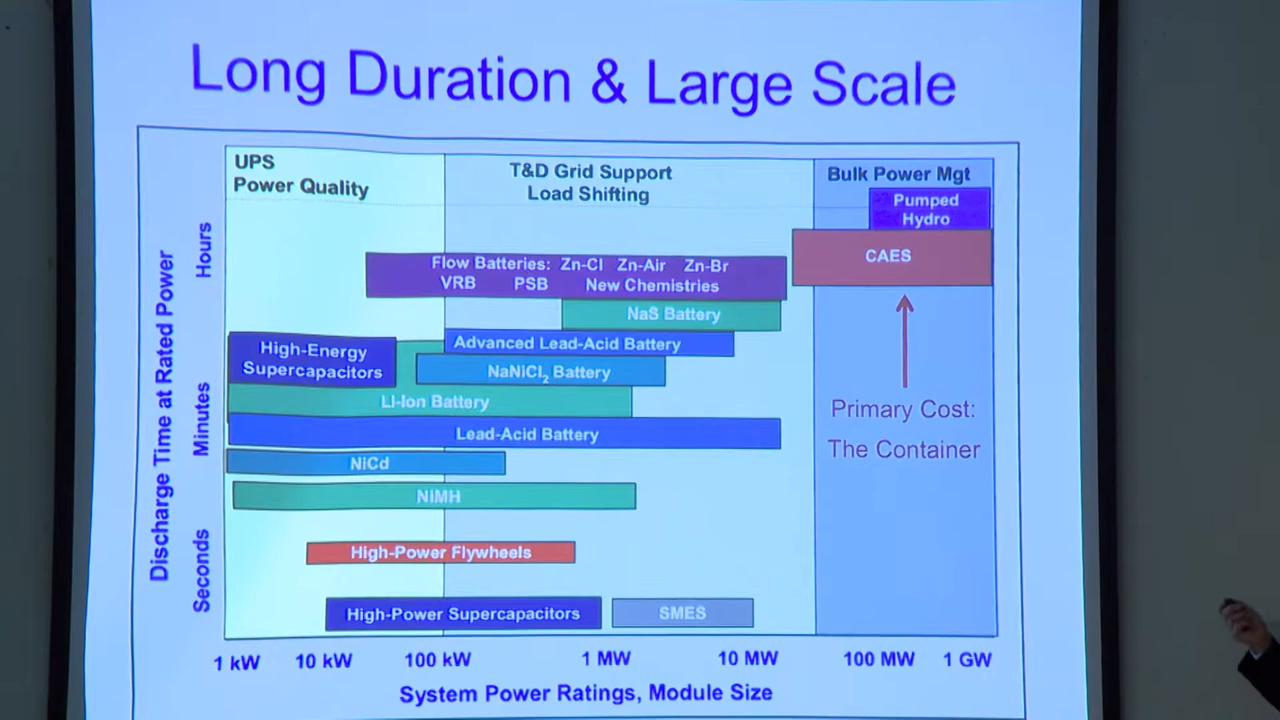 Long Duration & Large Scale
UPS
Power Quality
T&D Grid Support
Load Shifting
Bulk Power Mgt
Pumped
Hydro
CAES
Flow Batteries: Zn-Cl Zn-Air Zn-Br
VRB PSB New Chemistries
NaS Battery
Advanced Lead-Acid Battery
High-Energy
Supercapacitors
NaNiCl2 Battery
Li-Ion Battery
Lead-Acid Battery
NiCd
NiMH
High-Power Flywheels
High-Power Supercapacitors
SMES
Primary Cost:
The Container
Discharge Time at Rated Power
Hours
Minutes
Seconds
1 kW 10 kW 100 kW 1 MW 10 MW 100 MW 1 GW
System Power Ratings, Module Size